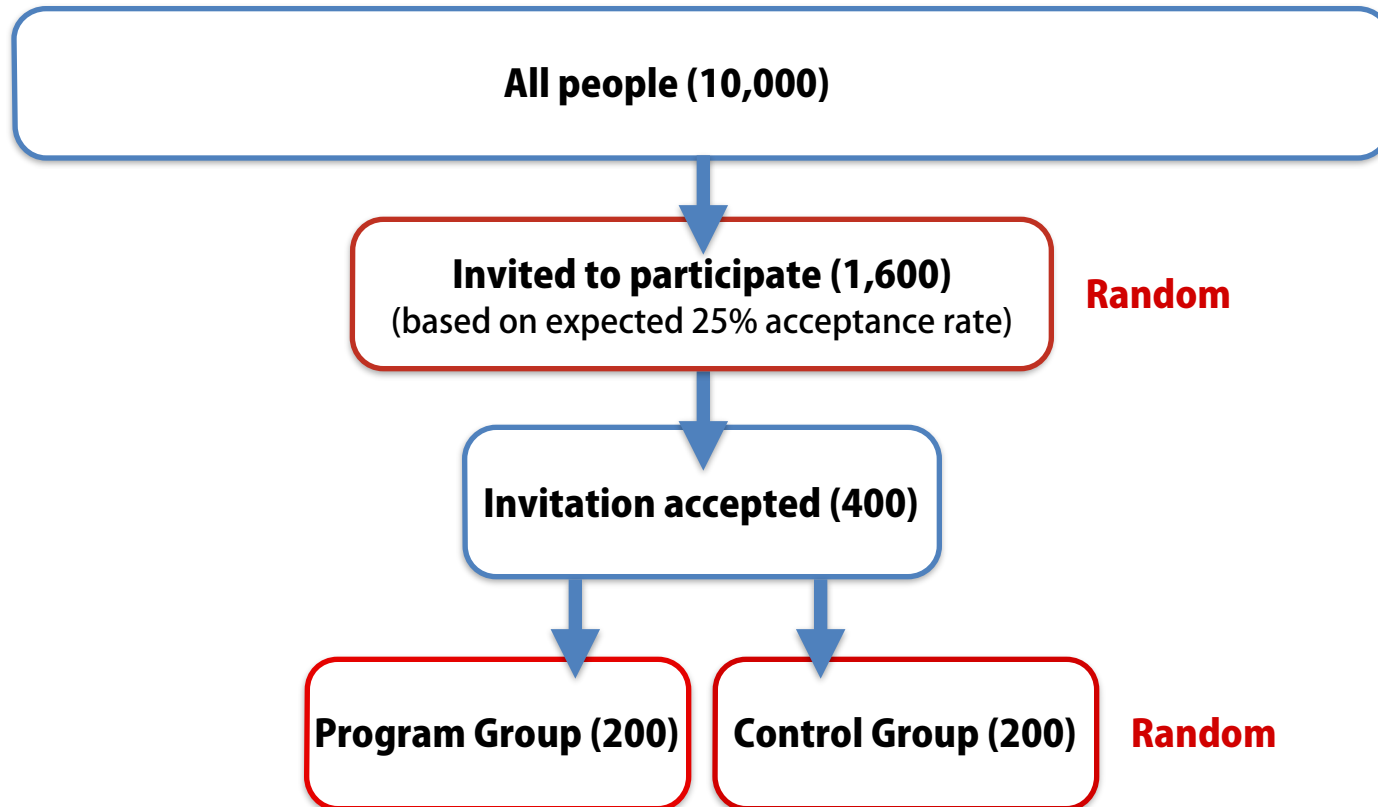 All people (10,000)
Invited to participate (1,600)
(based on expected 25% acceptance rate)
Random
Invitation accepted (400)
Program Group (200)
Control Group (200)
Random